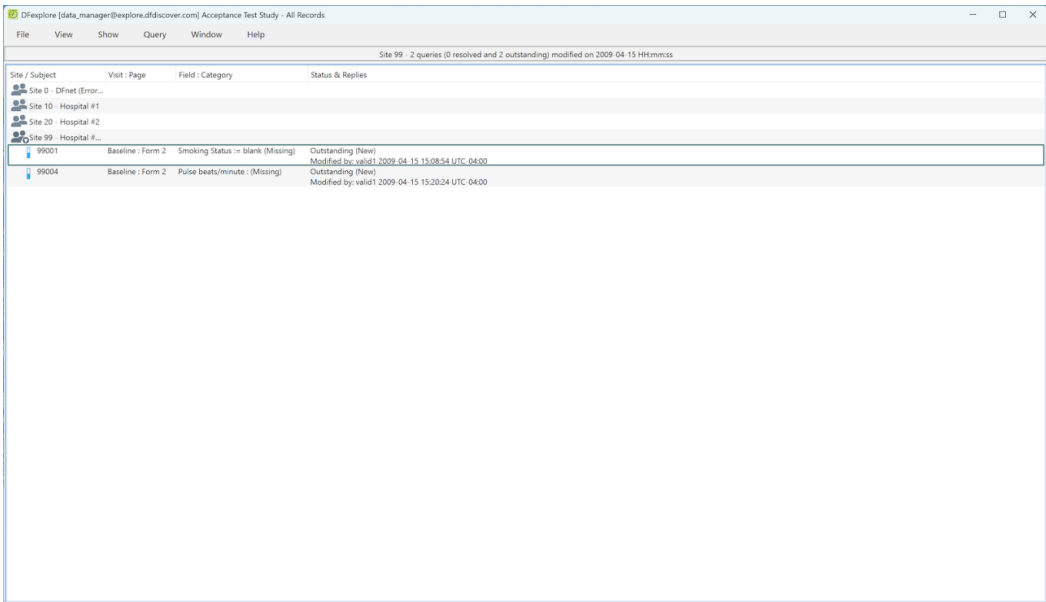 DFexplore [data_manager@explore.dfdiscover.com] Acceptance Test Study - All Records
File View Show Query Window Help
Site 99 - 2 queries (0 resolved and 2 outstanding) modified on 2009-04-15 HH:mm:ss
Site / Subject Visit : Page Field : Category Status & Replies
Site 0 - DFnet (Error...
Site 10 - Hospital #1
Site 20 - Hospital #2
Site 99 - Hospital #...
99001 Baseline : Form 2 Smoking Status := blank (Missing) Outstanding (New)
Modified by: valid1 2009-04-15 15:08:54 UTC-04:00
99004 Baseline : Form 2 Pulse beats/minute : (Missing) Outstanding (New)
Modified by: valid1 2009-04-15 15:20:24 UTC-04:00